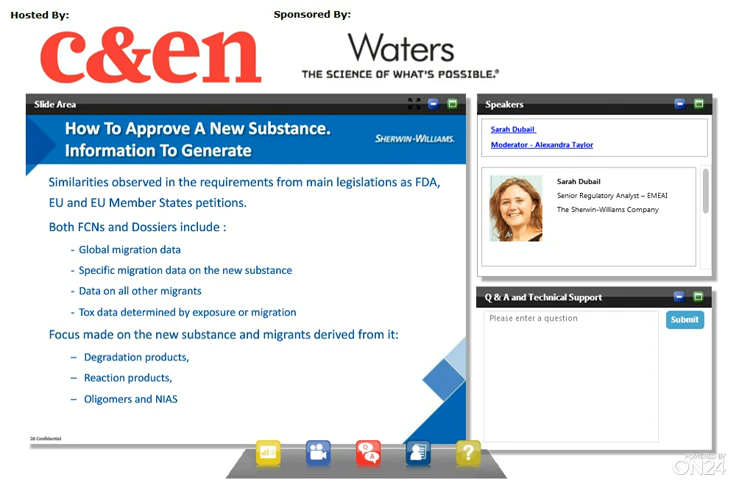 Hosted By:
Sponsored By:
c&en
Waters
THE SCIENCE OF WHAT'S POSSIBLE.®
Slide Area
How To Approve A New Substance.
Information To Generate
SHERWIN-WILLIAMS.
Similarities observed in the requirements from main legislations as FDA,
EU and EU Member States petitions.
Both FCNs and Dossiers include :
- Global migration data
- Specific migration data on the new substance
- Data on all other migrants
- Tox data determined by exposure or migration
Focus made on the new substance and migrants derived from it:
– Degradation products,
– Reaction products,
– Oligomers and NIAS
20 Confidential
Speakers
Sarah Dubail
Moderator - Alexandra Taylor
Sarah Dubail
Senior Regulatory Analyst – EMEAI
The Sherwin-Williams Company
Q & A and Technical Support
Please enter a question
Submit
Q
A
?
POWERED BY
ON24